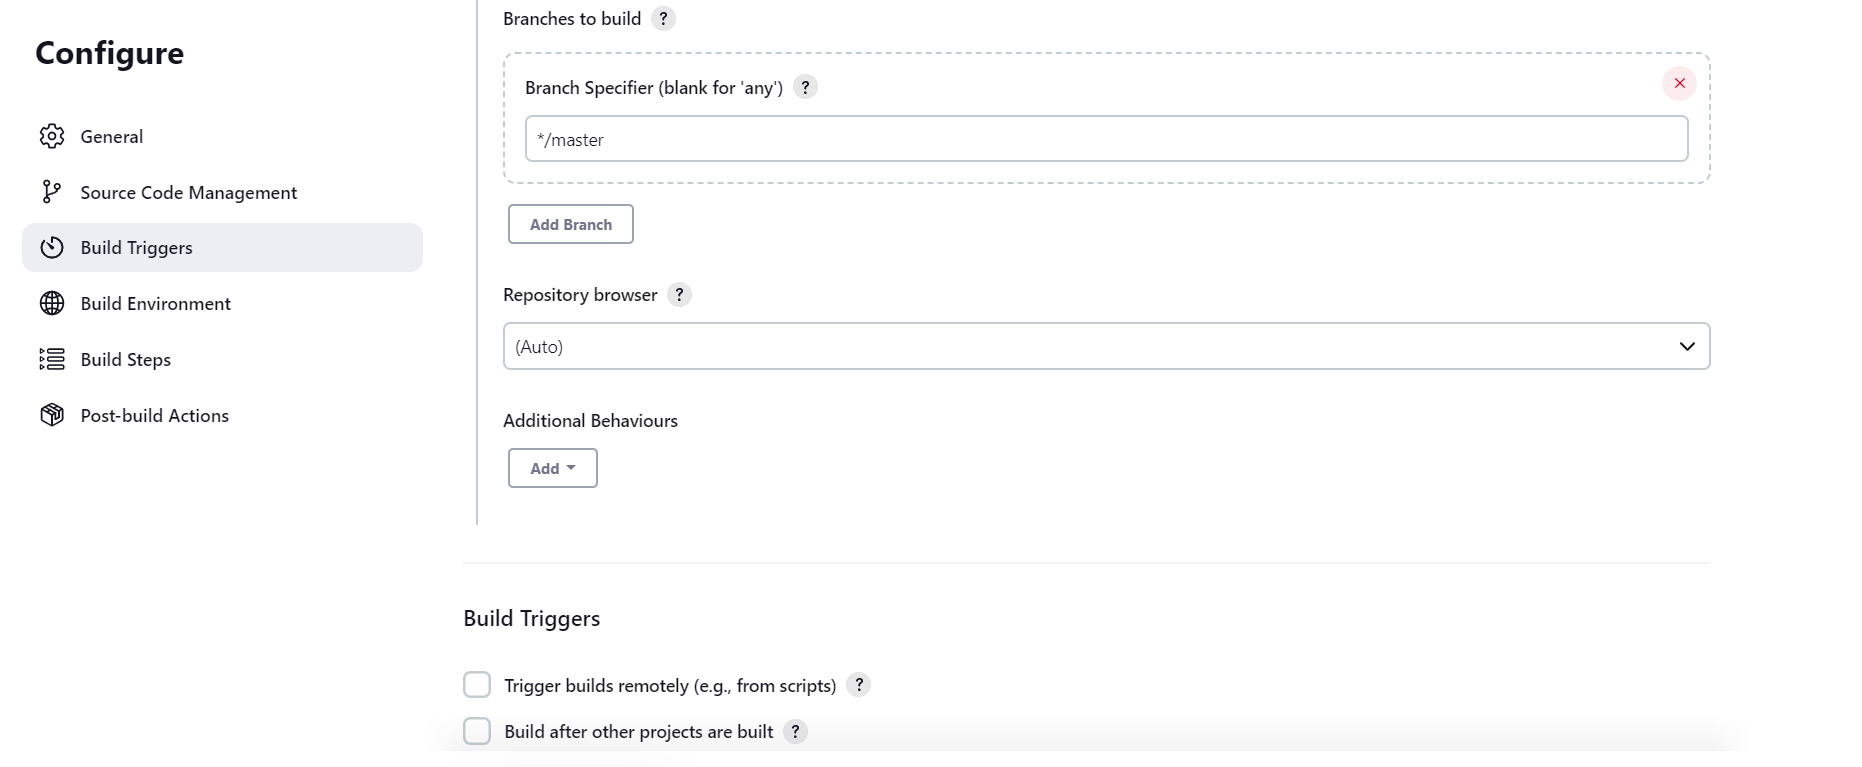 Configure
General
Source Code Management
Build Triggers
Build Environment
Build Steps
Post-build Actions
Branches to build ?
Branch Specifier (blank for 'any') ?
*/master
Add Branch
Repository browser ?
(Auto)
Additional Behaviours
Add
Build Triggers
Trigger builds remotely (e.g., from scripts) ?
Build after other projects are built ?